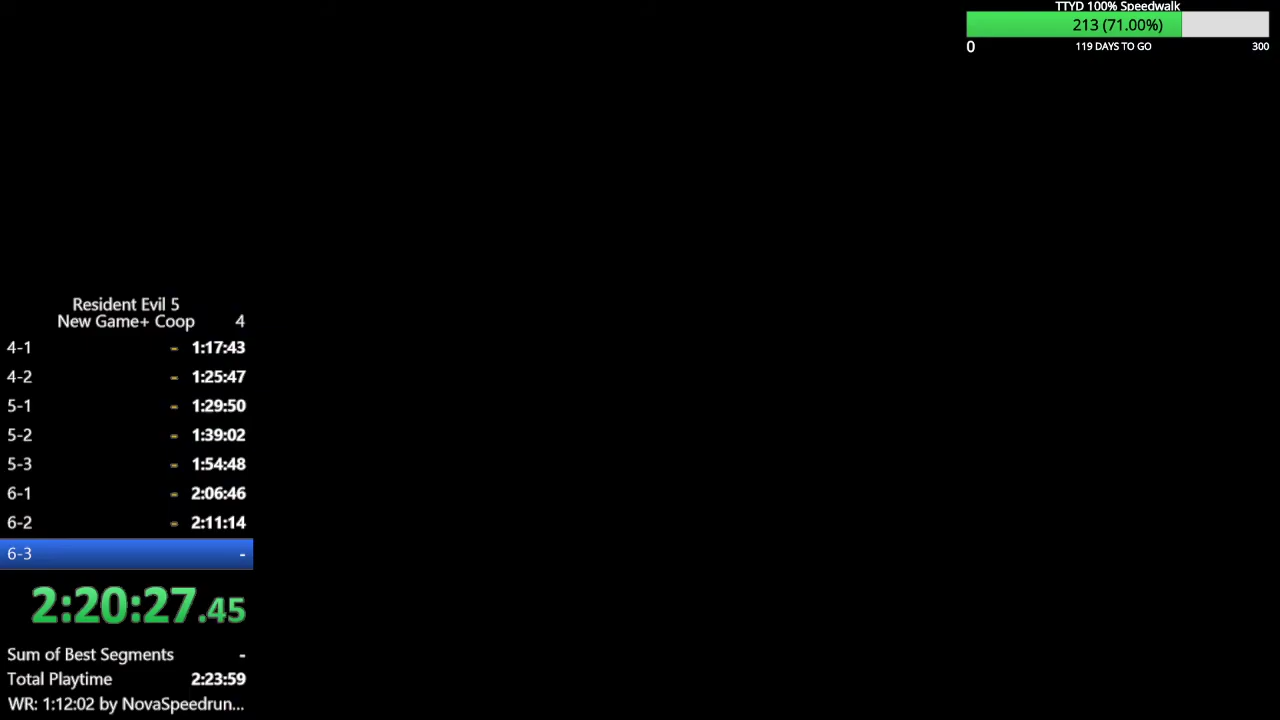 TTYD 100% Speedwalk
213 (71.00%)
0 119 DAYS TO GO 300
Resident Evil 5
New Game+ Coop 4
4-1 - 1:17:43
4-2 - 1:25:47
5-1 - 1:29:50
5-2 - 1:39:02
5-3 - 1:54:48
6-1 - 2:06:46
6-2 - 2:11:14
6-3 -
2:20:27.45
Sum of Best Segments -
Total Playtime 2:23:59
WR: 1:12:02 by NovaSpeedrun...